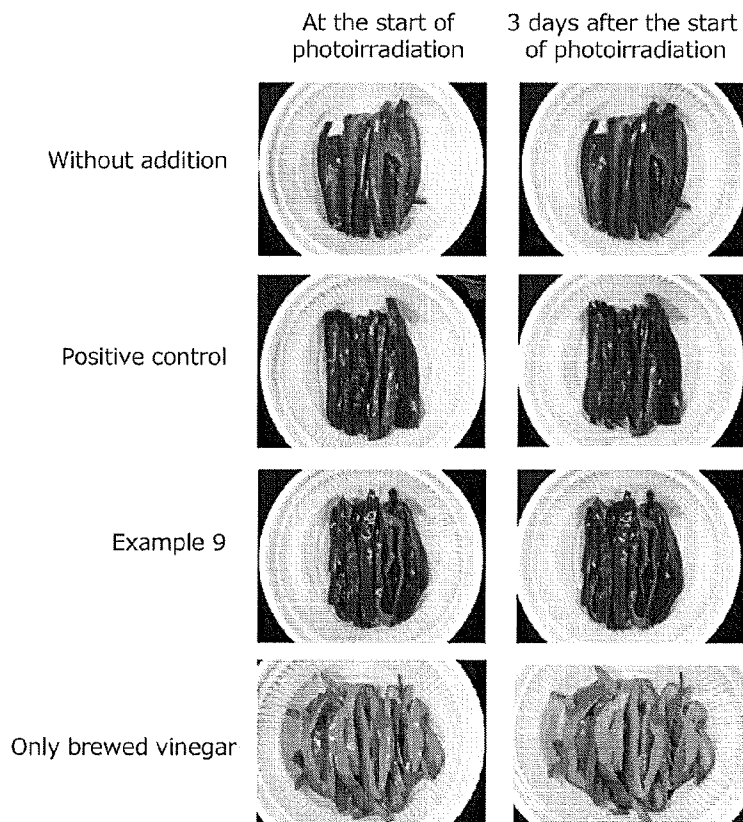 At the start of
photoirradiation
3 days after the start
of photoirradiation
Without addition
Positive control
Example 9
Only brewed vinegar